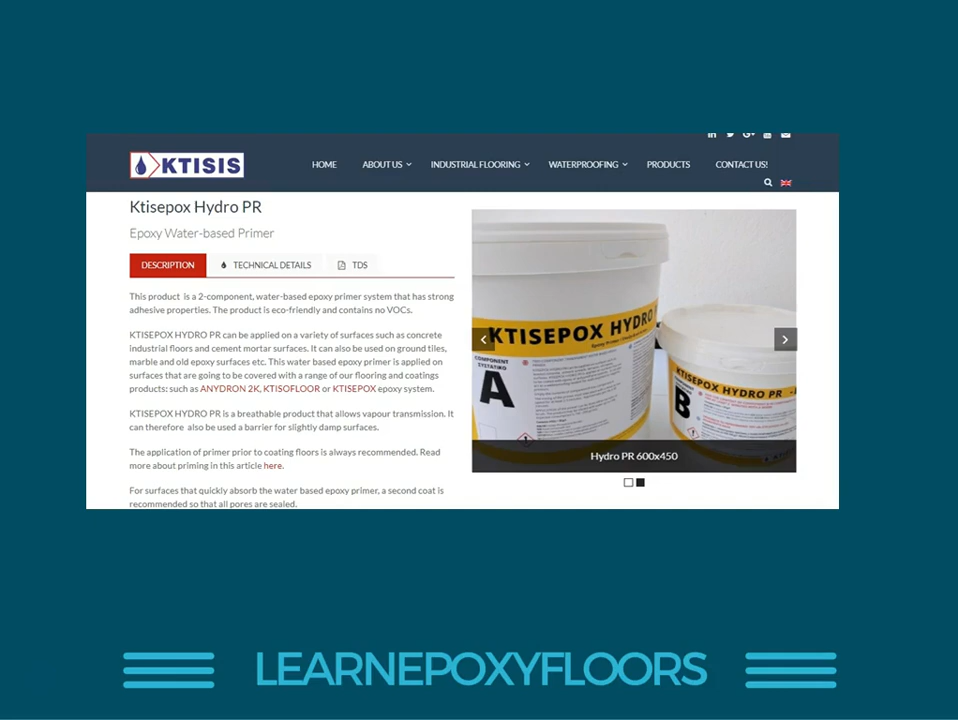 KTISIS
HOME ABOUT US INDUSTRIAL FLOORING WATERPROOFING PRODUCTS CONTACT US!
Ktisepox Hydro PR
Epoxy Water-based Primer
DESCRIPTION TECHNICAL DETAILS TDS
This product is a 2-component, water-based epoxy primer system that has strong
adhesive properties. The product is eco-friendly and contains no VOCs.
KTISEPOX HYDRO PR can be applied on a variety of surfaces such as concrete
industrial floors and cement mortar surfaces. It can also be used on ground tiles,
marble and old epoxy surfaces etc. This water based epoxy primer is applied on
surfaces that are going to be covered with a range of our flooring and coatings
products: such as ANYDRON 2K, KTISOFLOOR or KTISEPOX epoxy system.
KTISEPOX HYDRO PR is a breathable product that allows vapour transmission. It
can therefore also be used a barrier for slightly damp surfaces.
The application of primer prior to coating floors is always recommended. Read
more about priming in this article here.
For surfaces that quickly absorb the water based epoxy primer, a second coat is
recommended so that all pores are sealed.
KTISEPOX HYDRO
COMPONENT
ΣΥΣΤΑΤΙΚΟ
A
KTISEPOX HYDRO PR
B
Hydro PR 600x450
LEARNEPOXYFLOORS